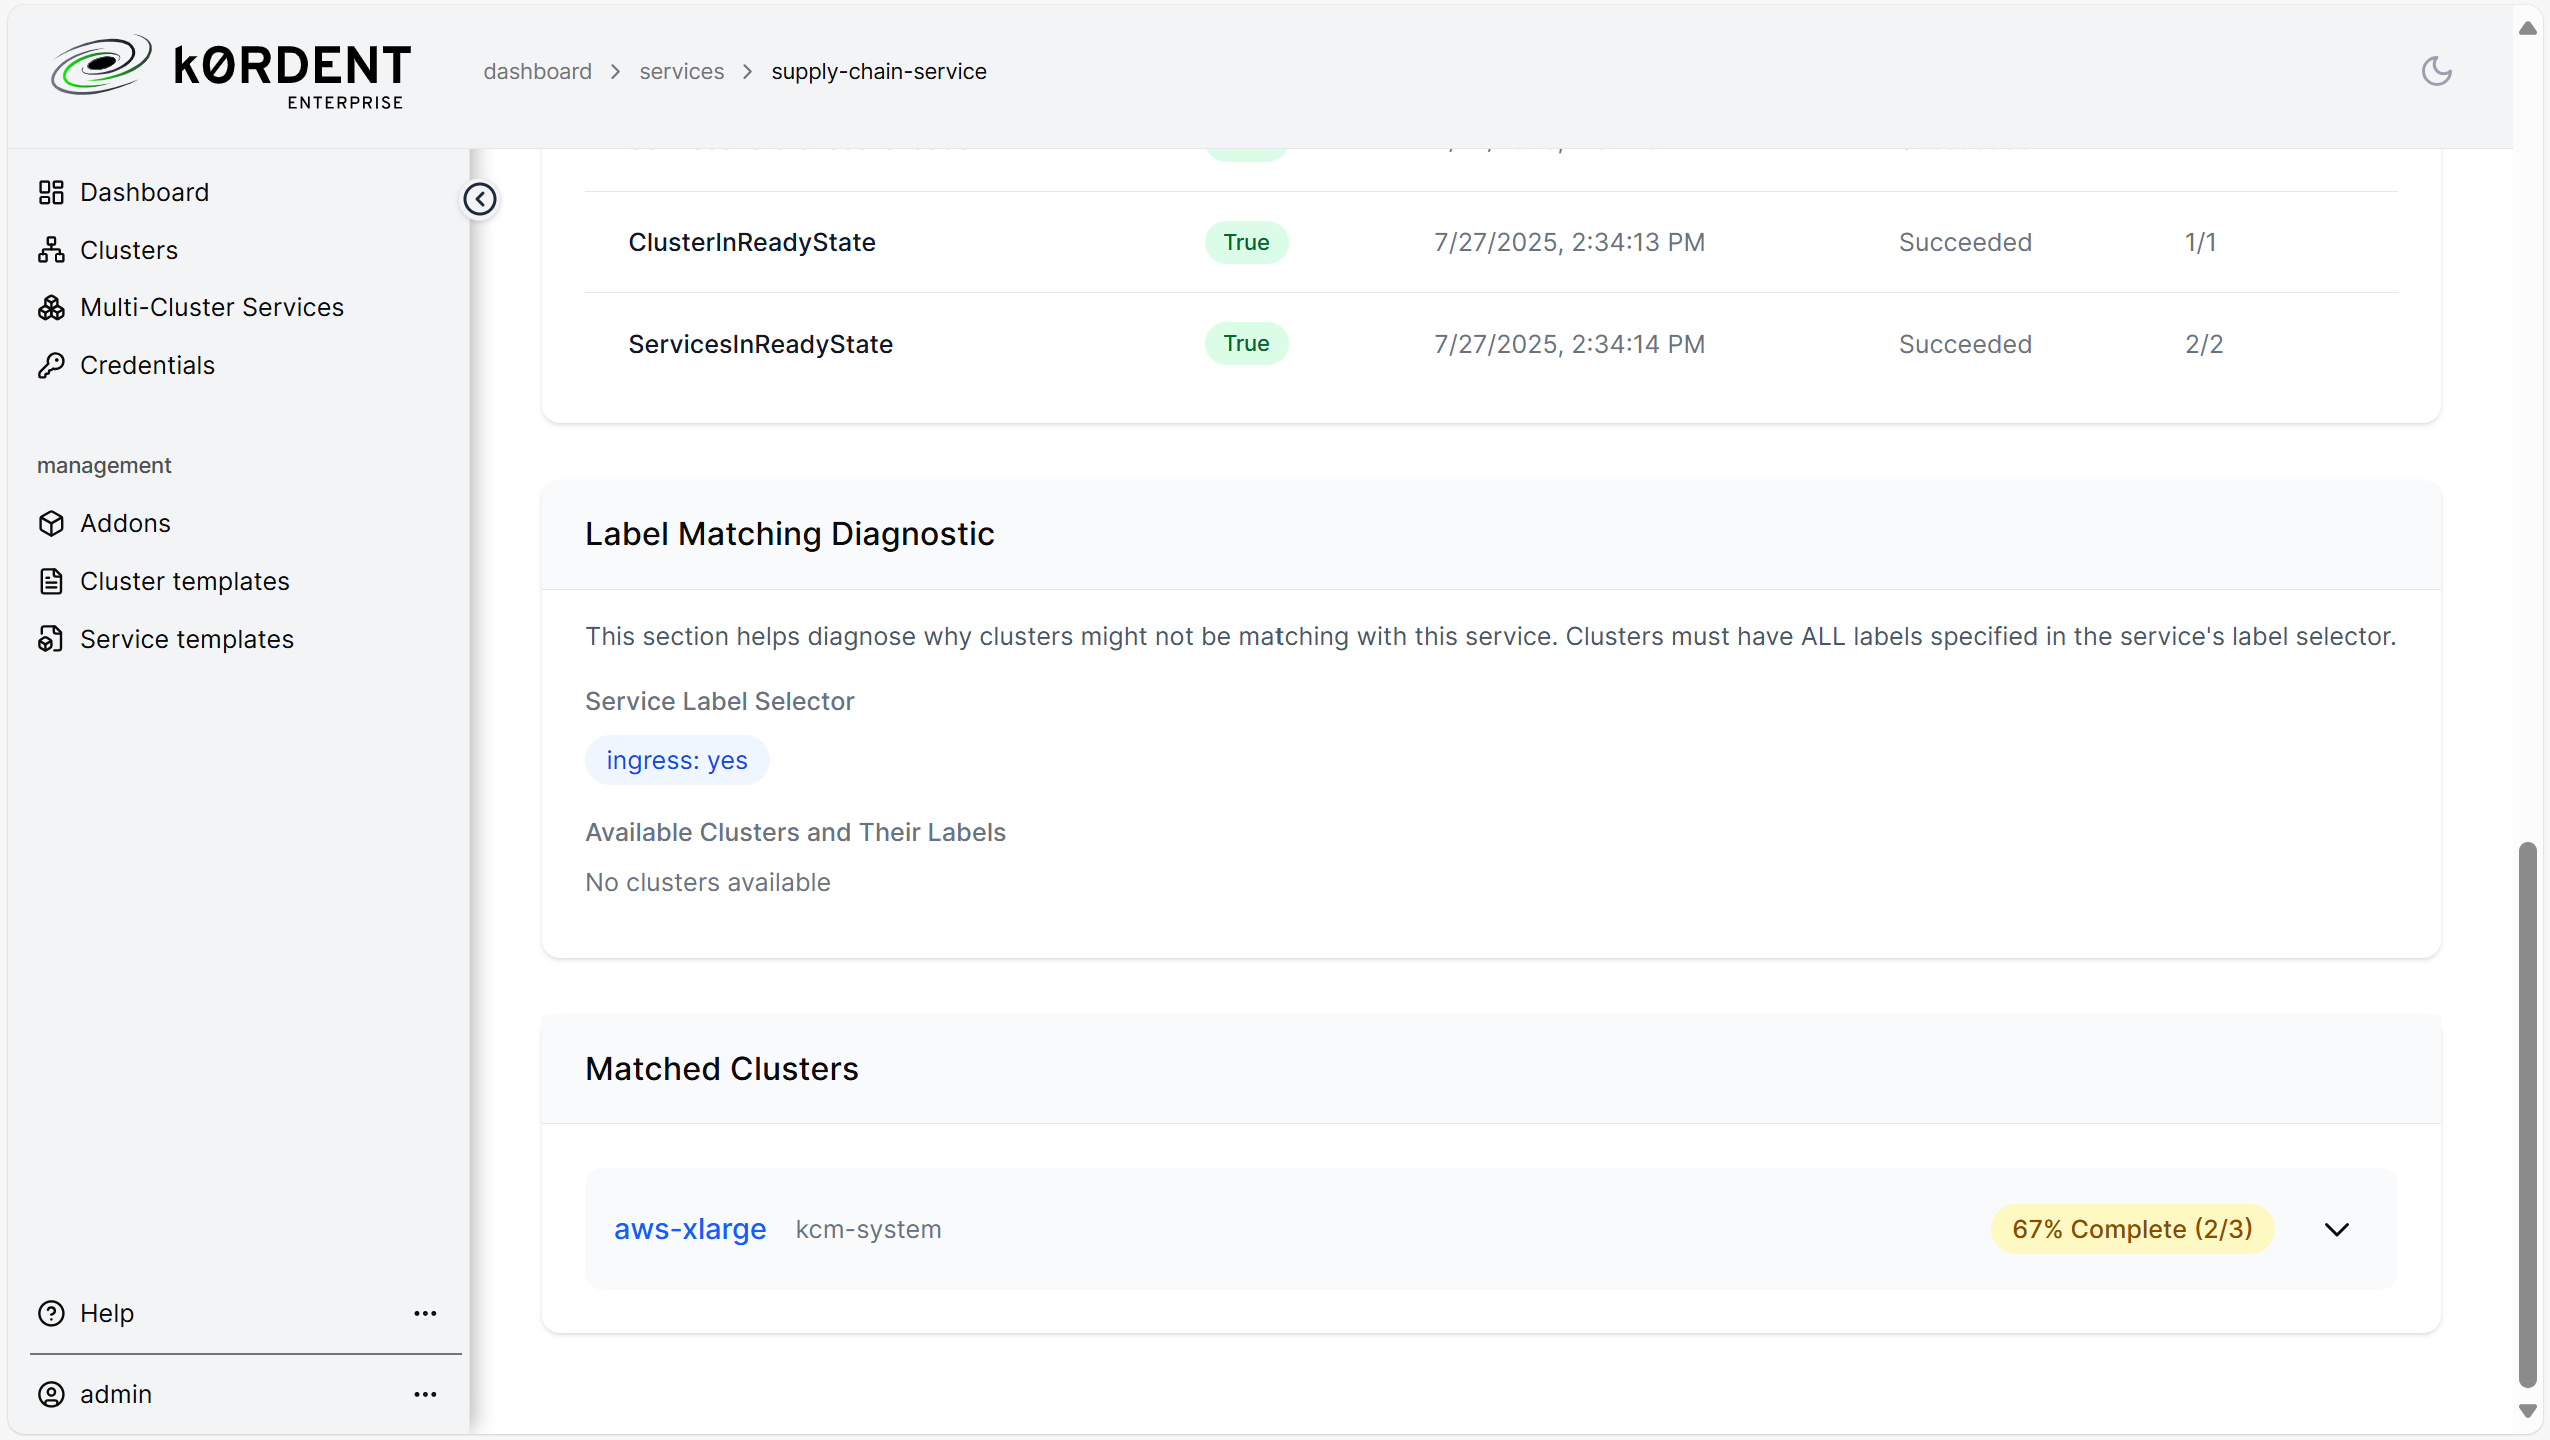 kØRDENT
ENTERPRISE
dashboard > services > supply-chain-service
Dashboard
Clusters
Multi-Cluster Services
Credentials
management
Addons
Cluster templates
Service templates
Help
admin
ClusterInReadyState True 7/27/2025, 2:34:13 PM Succeeded 1/1
ServicesInReadyState True 7/27/2025, 2:34:14 PM Succeeded 2/2
Label Matching Diagnostic
This section helps diagnose why clusters might not be matching with this service. Clusters must have ALL labels specified in the service's label selector.
Service Label Selector
ingress: yes
Available Clusters and Their Labels
No clusters available
Matched Clusters
aws-xlarge kcm-system 67% Complete (2/3)